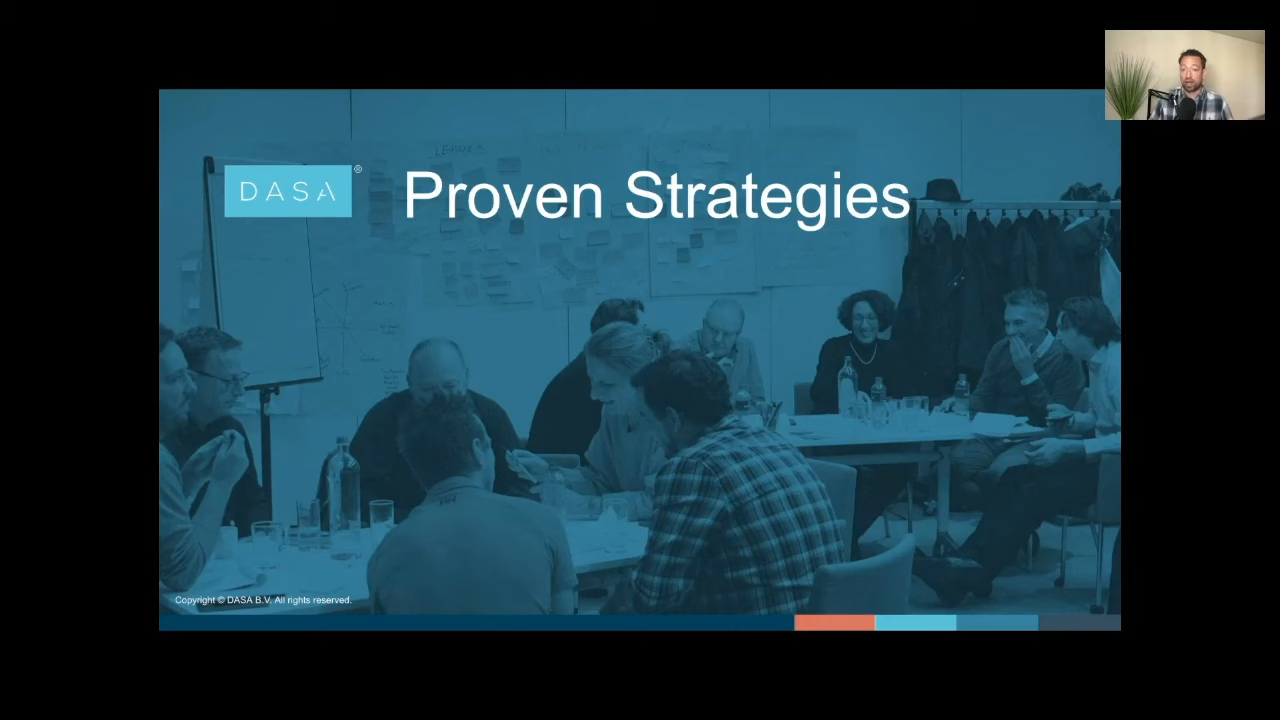 DASA®
Proven Strategies
Copyright © DASA B.V. All rights reserved.